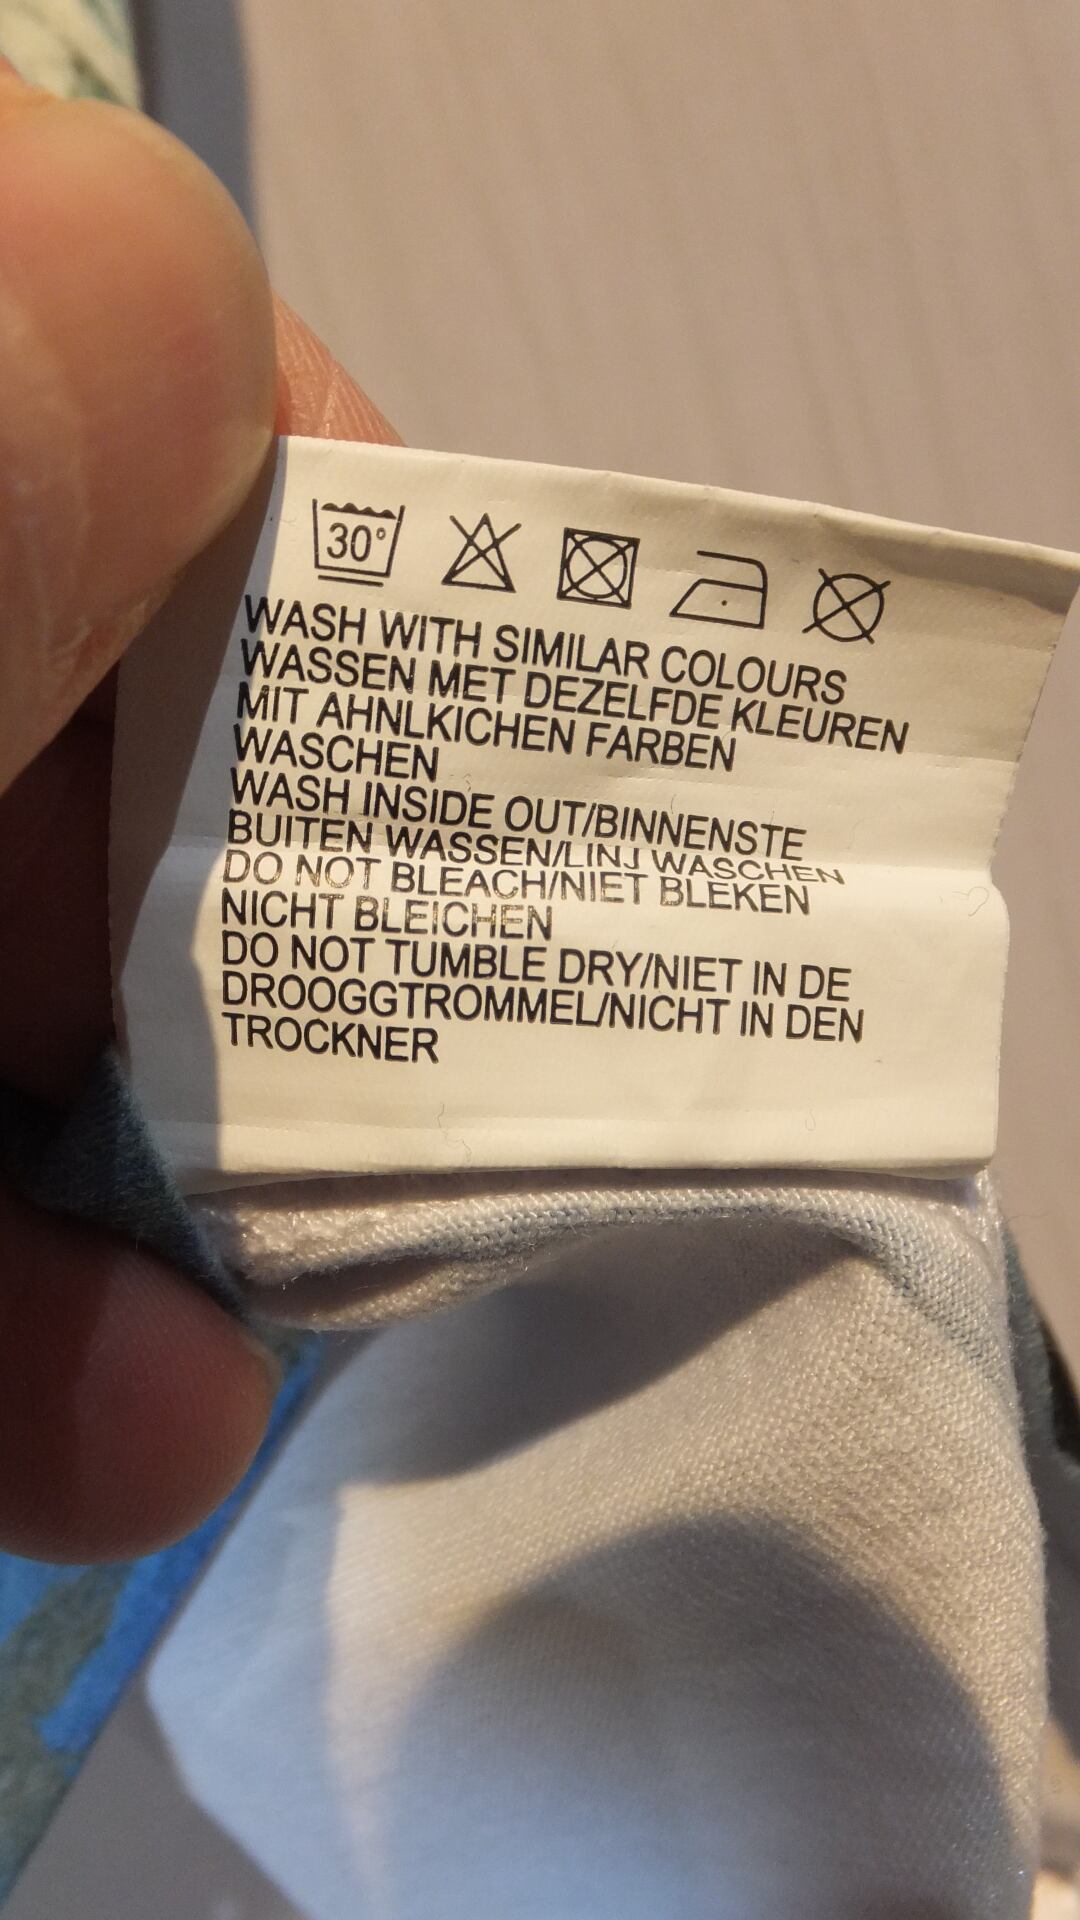 30°
WASH WITH SIMILAR COLOURS
WASSEN MET DEZELFDE KLEUREN
MIT AHNLKICHEN FARBEN
WASCHEN
WASH INSIDE OUT/BINNENSTE
BUITEN WASSEN/LINJ WASCHEN
DO NOT BLEACH/NIET BLEKEN
NICHT BLEICHEN
DO NOT TUMBLE DRY/NIET IN DE
DROOGGTROMMEL/NICHT IN DEN
TROCKNER